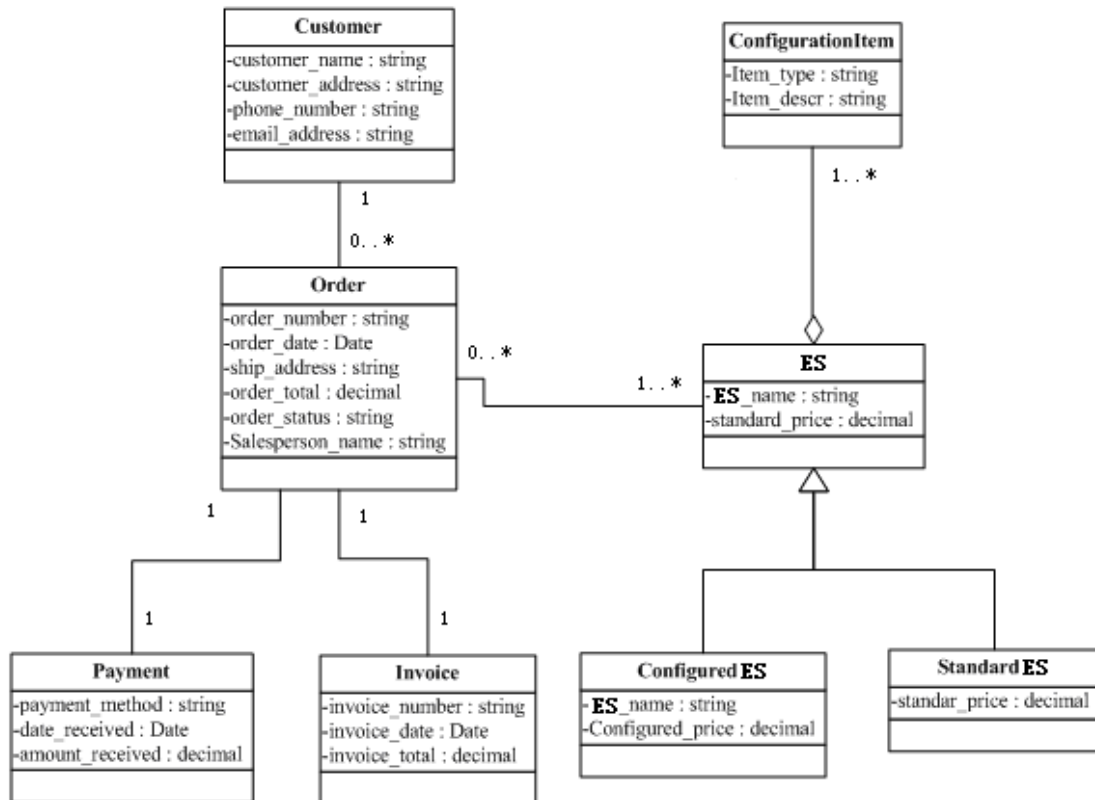 Customer
-customer_name : string
-customer_address : string
-phone_number : string
-email_address : string
1
0..*
ConfigurationItem
-Item_type : string
-Item_descr : string
1..*
Order
-order_number : string
-order_date : Date
-ship_address : string
-order_total : decimal
-order_status : string
-Salesperson_name : string
0..*
1..*
ES
-ES_name : string
-standard_price : decimal
1
1
1
1
Payment
-payment_method : string
-date_received : Date
-amount_received : decimal
Invoice
-invoice_number : string
-invoice_date : Date
-invoice_total : decimal
Configured ES
-ES_name : string
-Configured_price : decimal
Standard ES
-standar_price : decimal